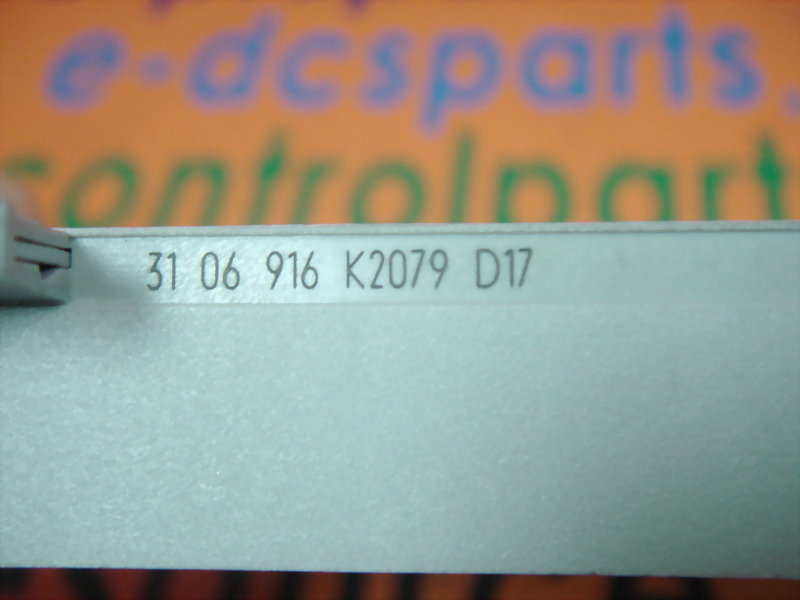 e-dcsparts.
controlpart
31 06 916 K2079 D17